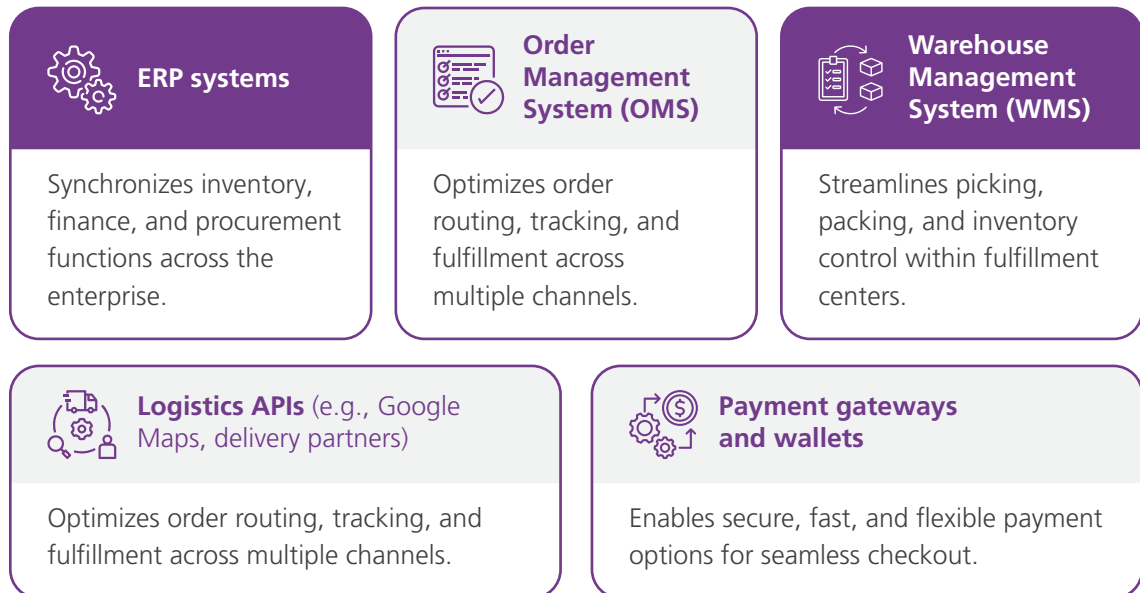 ERP systems
Synchronizes inventory,
finance, and procurement
functions across the
enterprise.
Order
Management
System (OMS)
Optimizes order
routing, tracking, and
fulfillment across
multiple channels.
Warehouse
Management
System (WMS)
Streamlines picking,
packing, and inventory
control within fulfillment
centers.
Logistics APIs (e.g., Google
Maps, delivery partners)
Optimizes order routing, tracking, and
fulfillment across multiple channels.
Payment gateways
and wallets
Enables secure, fast, and flexible payment
options for seamless checkout.